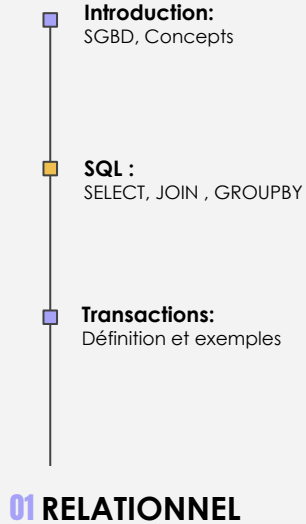 Introduction:
SGBD, Concepts
SQL :
SELECT, JOIN , GROUPBY
Transactions:
Définition et exemples
01 RELATIONNEL